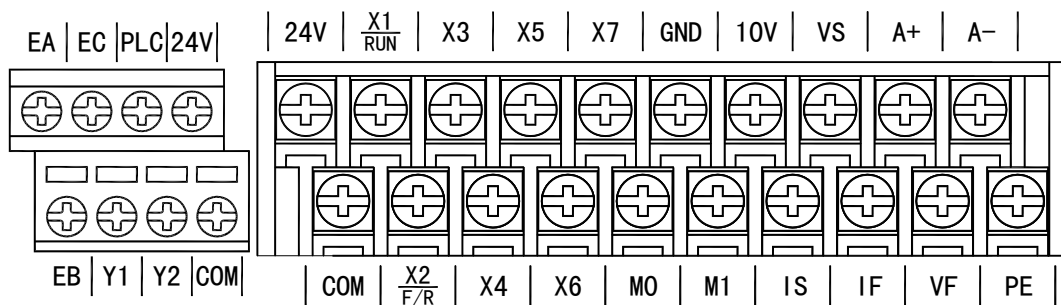 EA EC PLC 24V
24V X1/RUN X3 X5 X7 GND 10V VS A+ A-
EB Y1 Y2 COM
COM X2/F/R X4 X6 M0 M1 IS IF VF PE